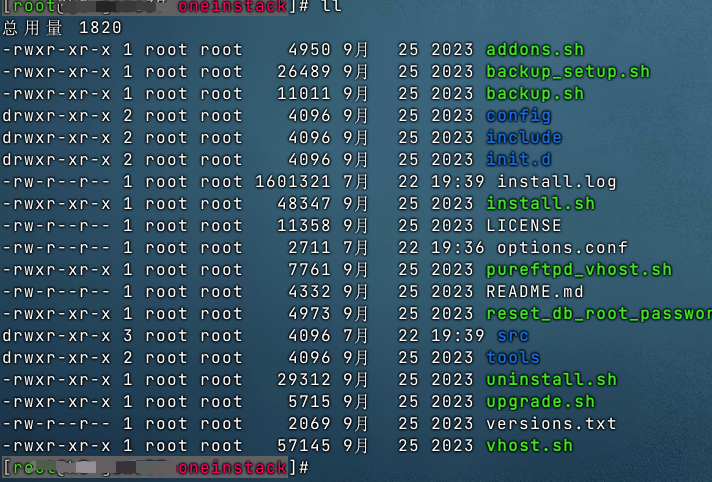 [root@ oneinstack]# ll
总用量 1820
-rwxr-xr-x 1 root root 4950 9月 25 2023 addons.sh
-rwxr-xr-x 1 root root 26489 9月 25 2023 backup_setup.sh
-rwxr-xr-x 1 root root 11011 9月 25 2023 backup.sh
drwxr-xr-x 2 root root 4096 9月 25 2023 config
drwxr-xr-x 2 root root 4096 9月 25 2023 include
drwxr-xr-x 2 root root 4096 9月 25 2023 init.d
-rw-r--r-- 1 root root 1601321 7月 22 19:39 install.log
-rwxr-xr-x 1 root root 48347 9月 25 2023 install.sh
-rw-r--r-- 1 root root 11358 9月 25 2023 LICENSE
-rw-r--r-- 1 root root 2711 7月 22 19:36 options.conf
-rwxr-xr-x 1 root root 7761 9月 25 2023 pureftpd_vhost.sh
-rw-r--r-- 1 root root 4332 9月 25 2023 README.md
-rwxr-xr-x 1 root root 4973 9月 25 2023 reset_db_root_passwor
drwxr-xr-x 3 root root 4096 7月 22 19:39 src
drwxr-xr-x 2 root root 4096 9月 25 2023 tools
-rwxr-xr-x 1 root root 29312 9月 25 2023 uninstall.sh
-rwxr-xr-x 1 root root 5715 9月 25 2023 upgrade.sh
-rw-r--r-- 1 root root 2069 9月 25 2023 versions.txt
-rwxr-xr-x 1 root root 57145 9月 25 2023 vhost.sh
[root@ oneinstack]#